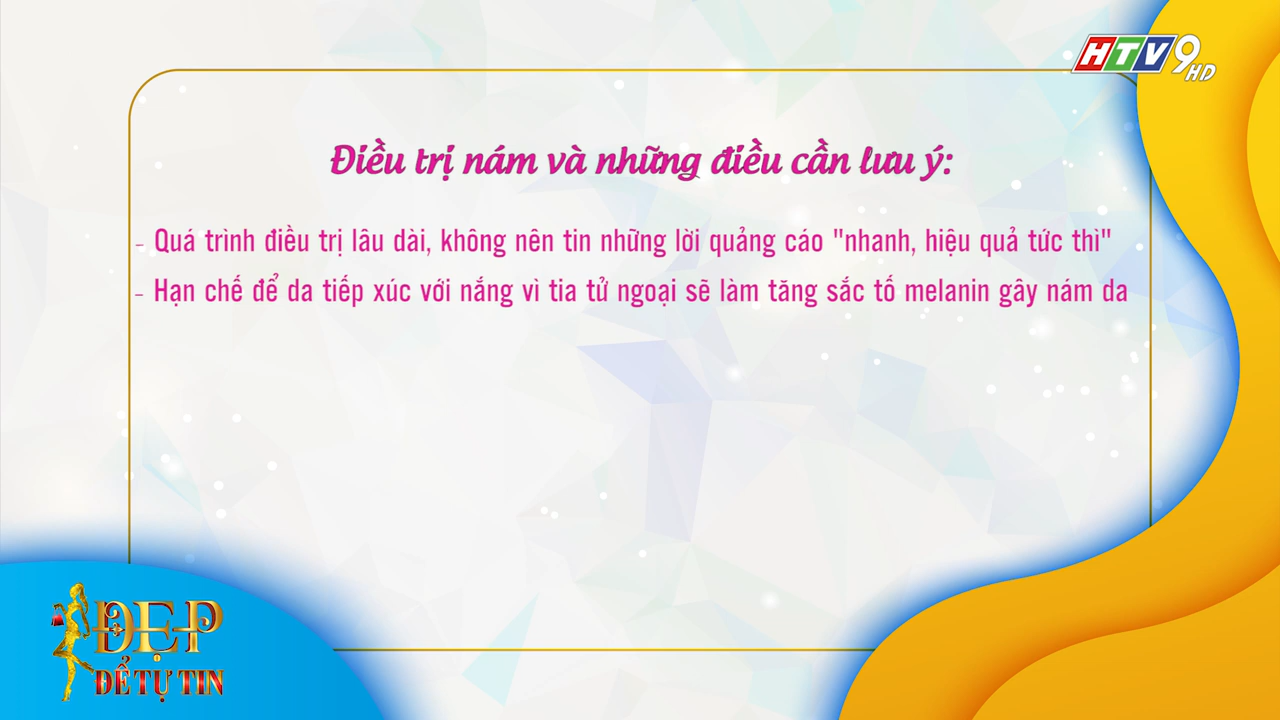 HTV9
HD
Điều trị nám và những điều cần lưu ý:
- Quá trình điều trị lâu dài, không nên tin những lời quảng cáo "nhanh, hiệu quả tức thì"
- Hạn chế để da tiếp xúc với nắng vì tia tử ngoại sẽ làm tăng sắc tố melanin gây nám da
ĐẸP
ĐỂ TỰ TIN